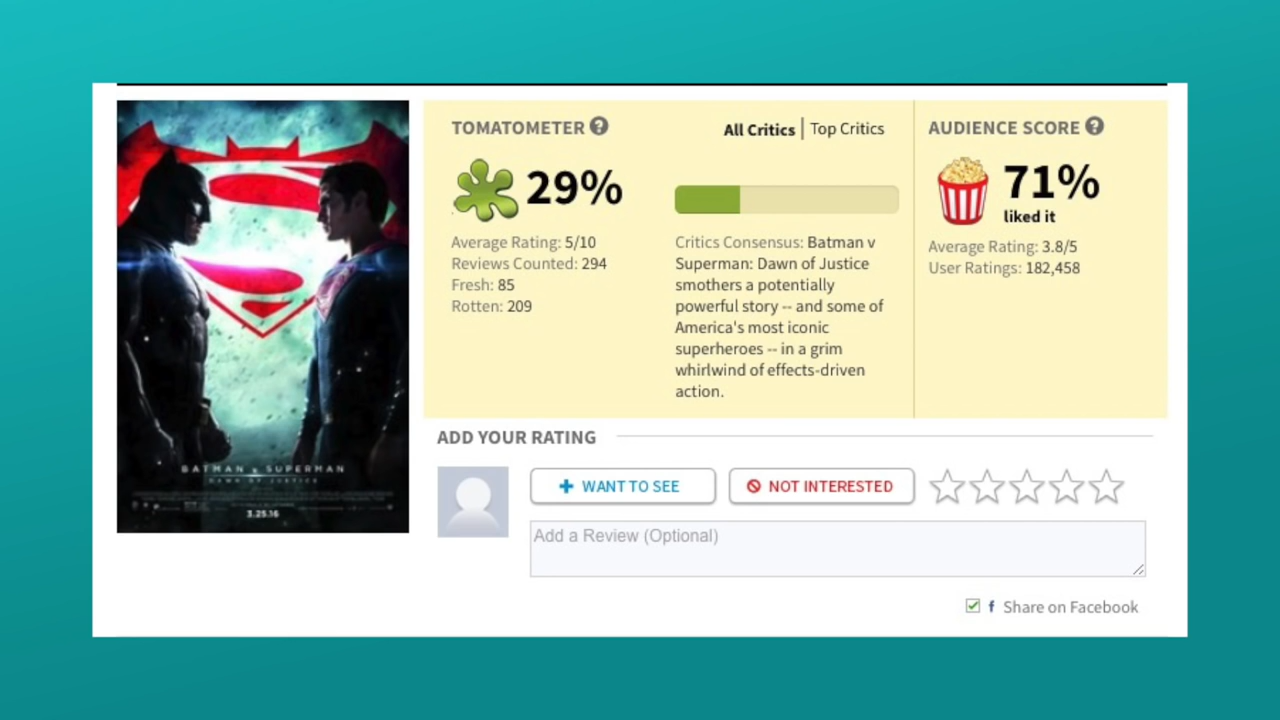 TOMATOMETER ?
All Critics | Top Critics
AUDIENCE SCORE ?
29%
71%
liked it
Average Rating: 5/10
Reviews Counted: 294
Fresh: 85
Rotten: 209
Critics Consensus: Batman v
Superman: Dawn of Justice
smothers a potentially
powerful story -- and some of
America's most iconic
superheroes -- in a grim
whirlwind of effects-driven
action.
Average Rating: 3.8/5
User Ratings: 182,458
BATMAN v SUPERMAN
DAWN OF JUSTICE
3.25.16
ADD YOUR RATING
WANT TO SEE
NOT INTERESTED
Add a Review (Optional)
f Share on Facebook